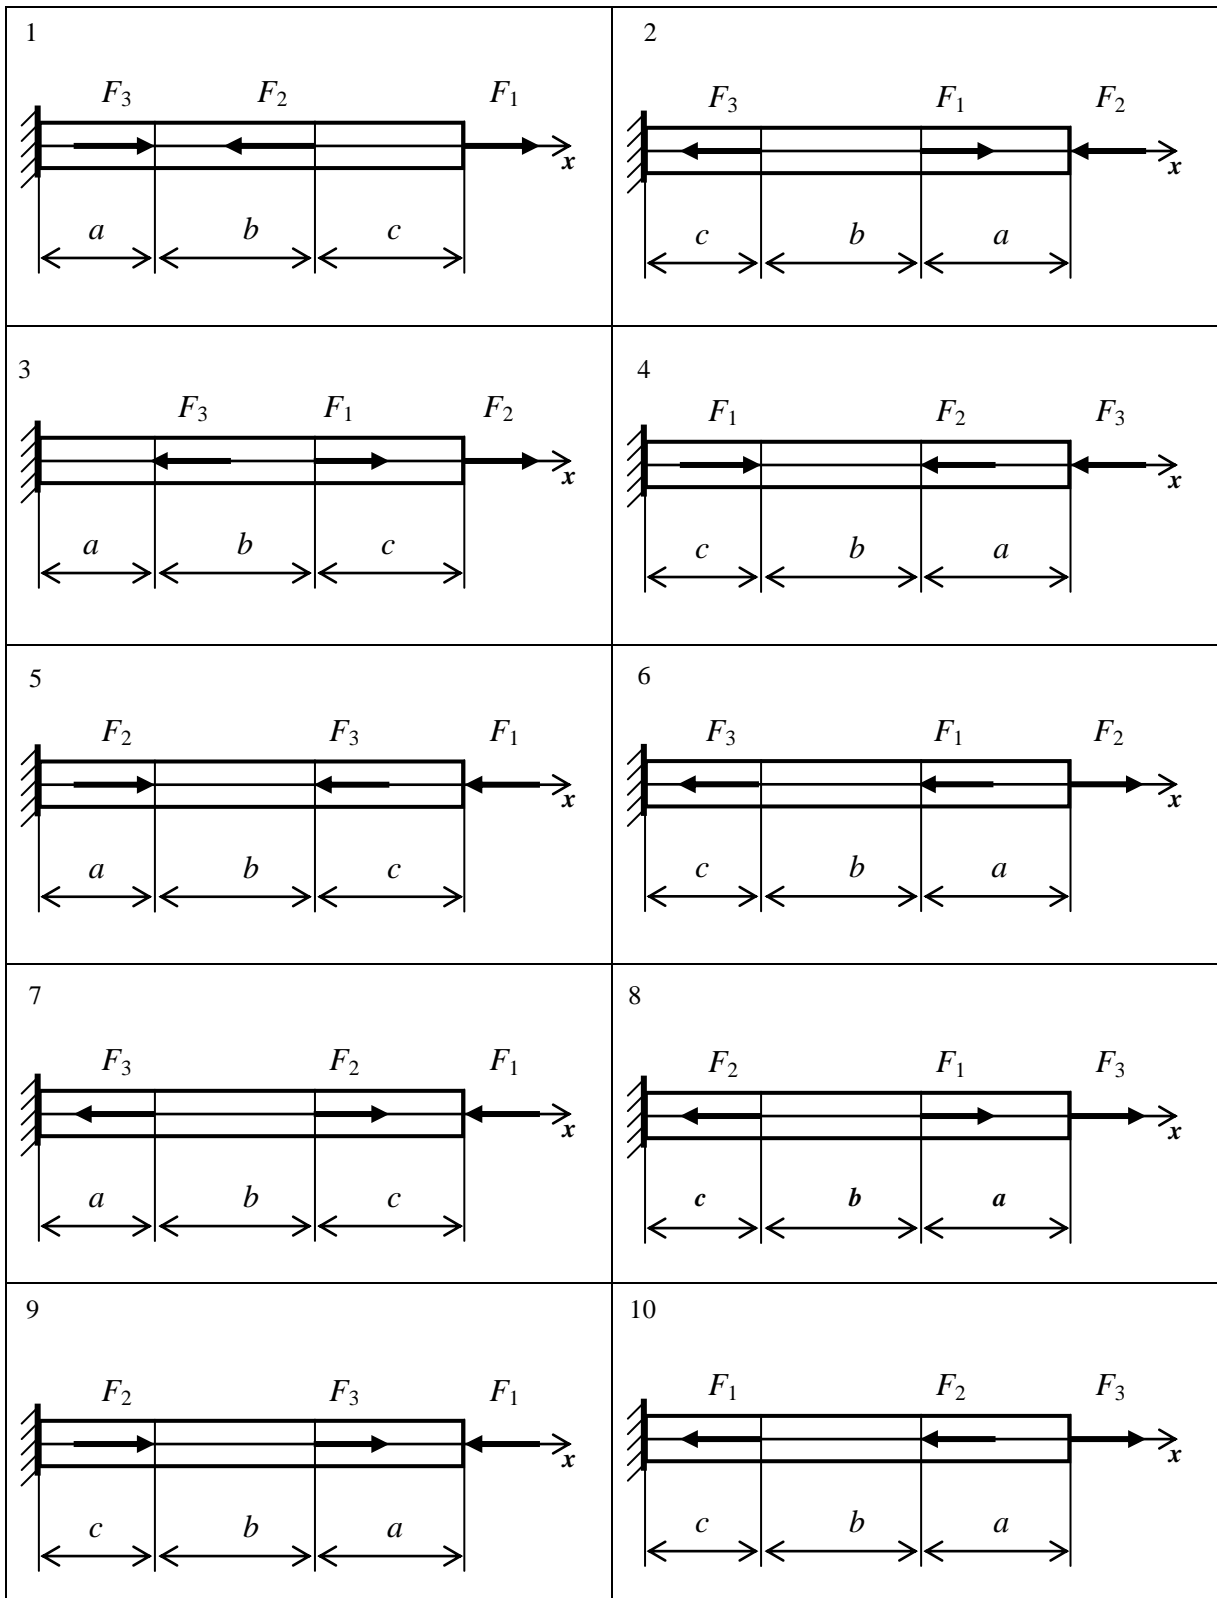 1
F₃ F₂ F₁
x
a b c
2
F₃ F₁ F₂
x
c b a
3
F₃ F₁ F₂
x
a b c
4
F₁ F₂ F₃
x
c b a
5
F₂ F₃ F₁
x
a b c
6
F₃ F₁ F₂
x
c b a
7
F₃ F₂ F₁
x
a b c
8
F₂ F₁ F₃
x
c b a
9
F₂ F₃ F₁
x
c b a
10
F₁ F₂ F₃
x
c b a